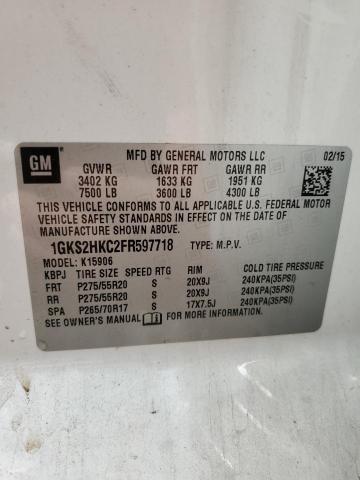 GM
MFD BY GENERAL MOTORS LLC 02/15
GVWR GAWR FRT GAWR RR
3402 KG 1633 KG 1951 KG
7500 LB 3600 LB 4300 LB
THIS VEHICLE CONFORMS TO ALL APPLICABLE U.S. FEDERAL MOTOR
VEHICLE SAFETY STANDARDS IN EFFECT ON THE DATE OF
MANUFACTURE SHOWN ABOVE.
1GKS2HKC2FR597718 TYPE: M.P.V.
MODEL: K15906
KBPJ TIRE SIZE SPEED RTG RIM COLD TIRE PRESSURE
FRT P275/55R20 S 20X9J 240KPA(35PSI)
RR P275/55R20 S 20X9J 240KPA(35PSI)
SPA P265/70R17 S 17X7.5J 240KPA(35PSI)
SEE OWNER'S MANUAL FOR MORE INFORMATION.